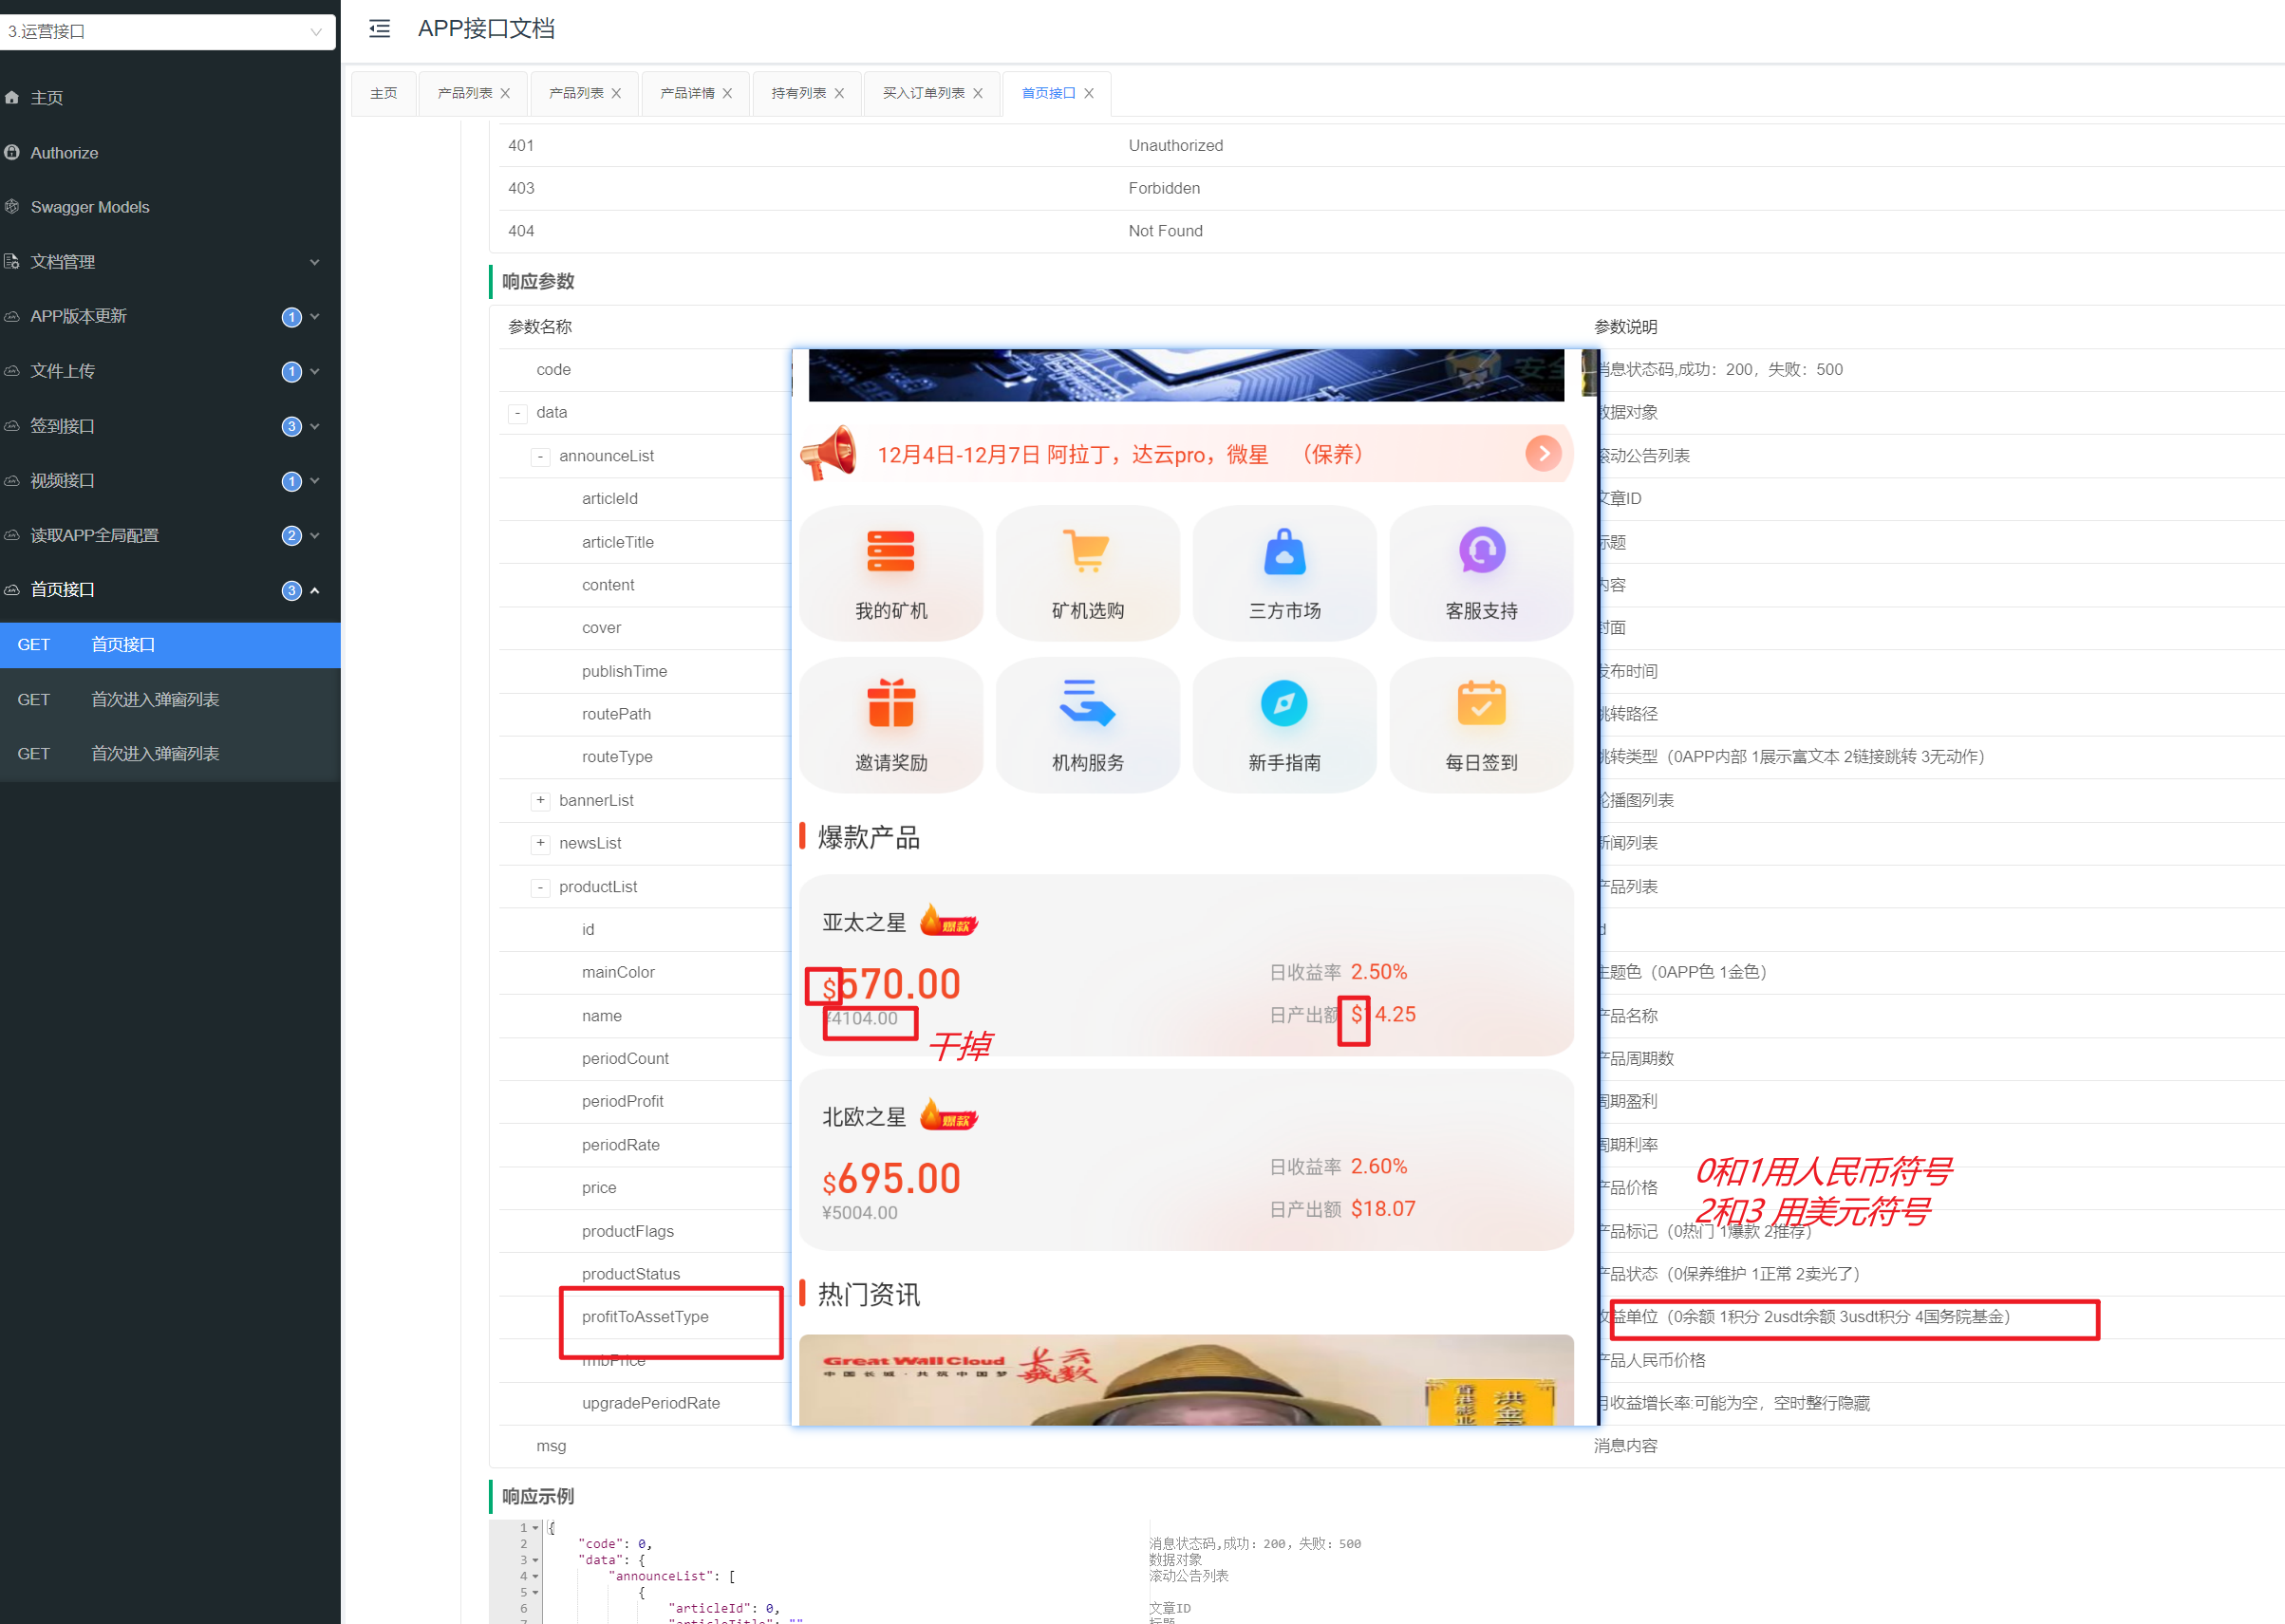 3.运营接口
APP接口文档
主页
产品列表
产品列表
产品详情
持有列表
买入订单列表
首页接口
主页
Authorize
Swagger Models
文档管理
APP版本更新 1
文件上传 1
签到接口 3
视频接口 1
读取APP全局配置 2
首页接口 3
GET 首页接口
GET 首次进入弹窗列表
GET 首次进入弹窗列表
401 Unauthorized
403 Forbidden
404 Not Found
响应参数
参数名称 参数说明
code 消息状态码,成功：200，失败：500
- data 数据对象
- announceList 滚动公告列表
articleId 文章ID
articleTitle 标题
content 内容
cover 封面
publishTime 发布时间
routePath 跳转路径
routeType 跳转类型（0APP内部 1展示富文本 2链接跳转 3无动作）
+ bannerList 轮播图列表
+ newsList 新闻列表
- productList 产品列表
id id
mainColor 主题色（0APP色 1金色）
name 产品名称
periodCount 产品周期数
periodProfit 周期盈利
periodRate 周期利率
price 产品价格
productFlags 产品标记（0热门 1爆款 2推荐）
productStatus 产品状态（0保养维护 1正常 2卖光了）
profitToAssetType 收益单位（0余额 1积分 2usdt余额 3usdt积分 4国务院基金）
rmbPrice 产品人民币价格
upgradePeriodRate 月收益增长率:可能为空，空时整行隐藏
msg 消息内容
安全
12月4日-12月7日 阿拉丁，达云pro，微星 （保养）
我的矿机 矿机选购 三方市场 客服支持
邀请奖励 机构服务 新手指南 每日签到
爆款产品
亚太之星 爆款
$570.00
¥4104.00
日收益率 2.50%
日产出额 $14.25
干掉
北欧之星 爆款
$695.00
¥5004.00
日收益率 2.60%
日产出额 $18.07
0和1用人民币符号
2和3 用美元符号
热门资讯
Great Wall Cloud 长城云数
中国长城·共筑中国梦
香港影业 洪金
响应示例
1 {
2 "code": 0, 消息状态码,成功：200，失败：500
3 "data": { 数据对象
4 "announceList": [ 滚动公告列表
5 {
6 "articleId": 0, 文章ID
7 "articleTitle": "" 标题